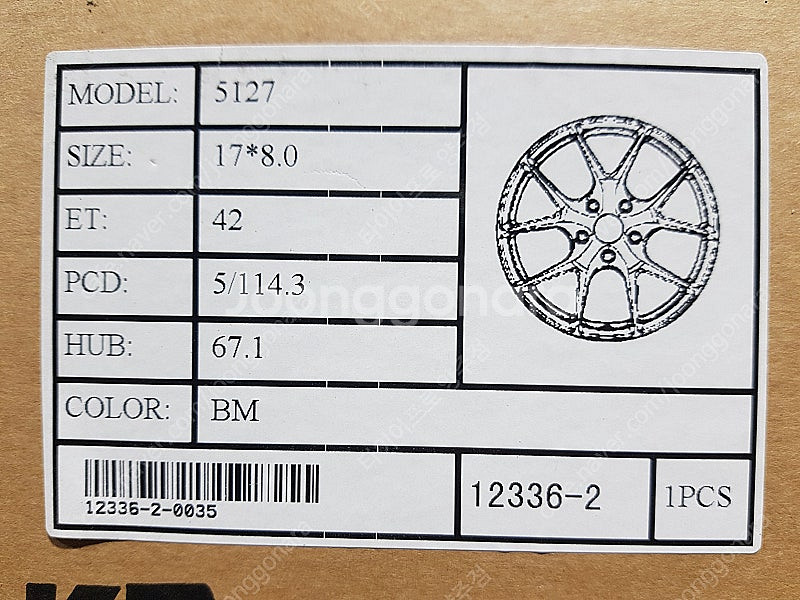 MODEL: 5127
SIZE: 17*8.0
ET: 42
PCD: 5/114.3
HUB: 67.1
COLOR: BM
12336-2-0035
12336-2
1PCS
joonggonara